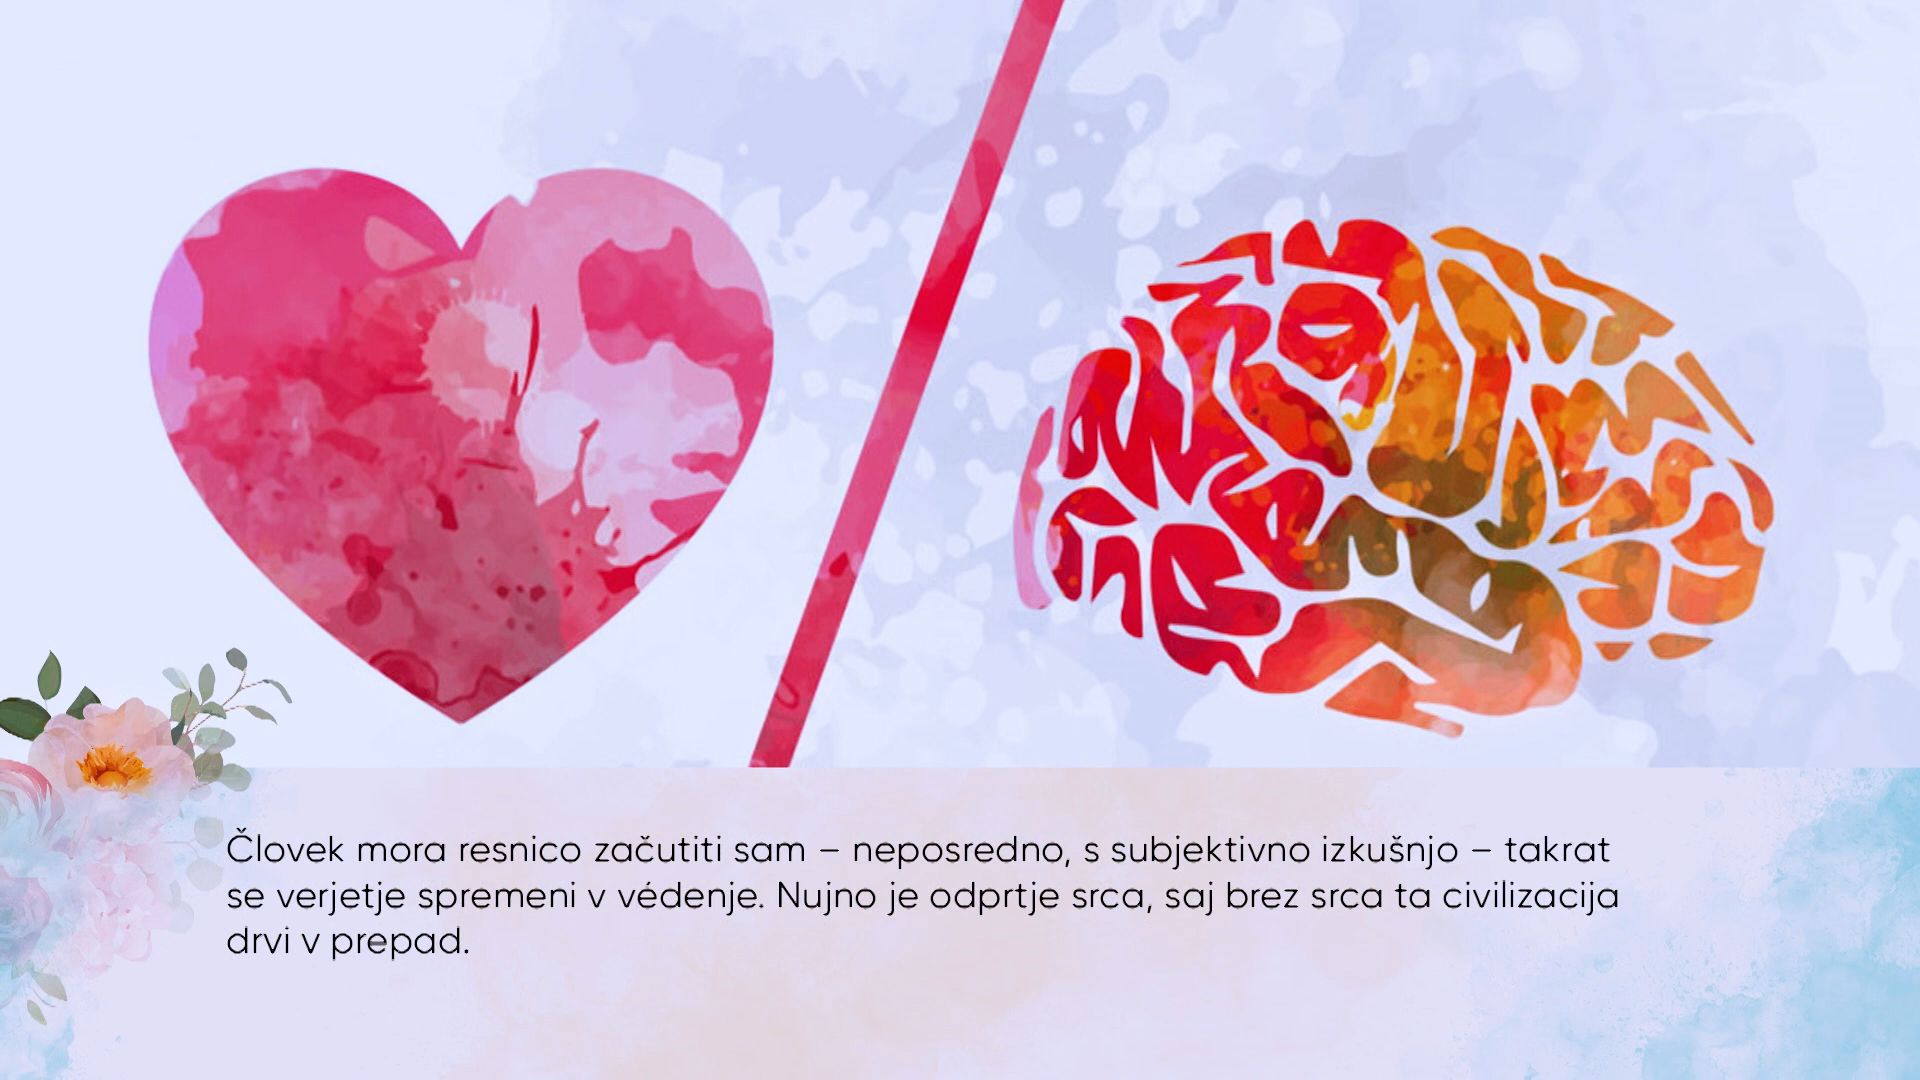 Človek mora resnico začutiti sam – neposredno, s subjektivno izkušnjo – takrat
se verjetje spremeni v védenje. Nujno je odprtje srca, saj brez srca ta civilizacija
drvi v prepad.